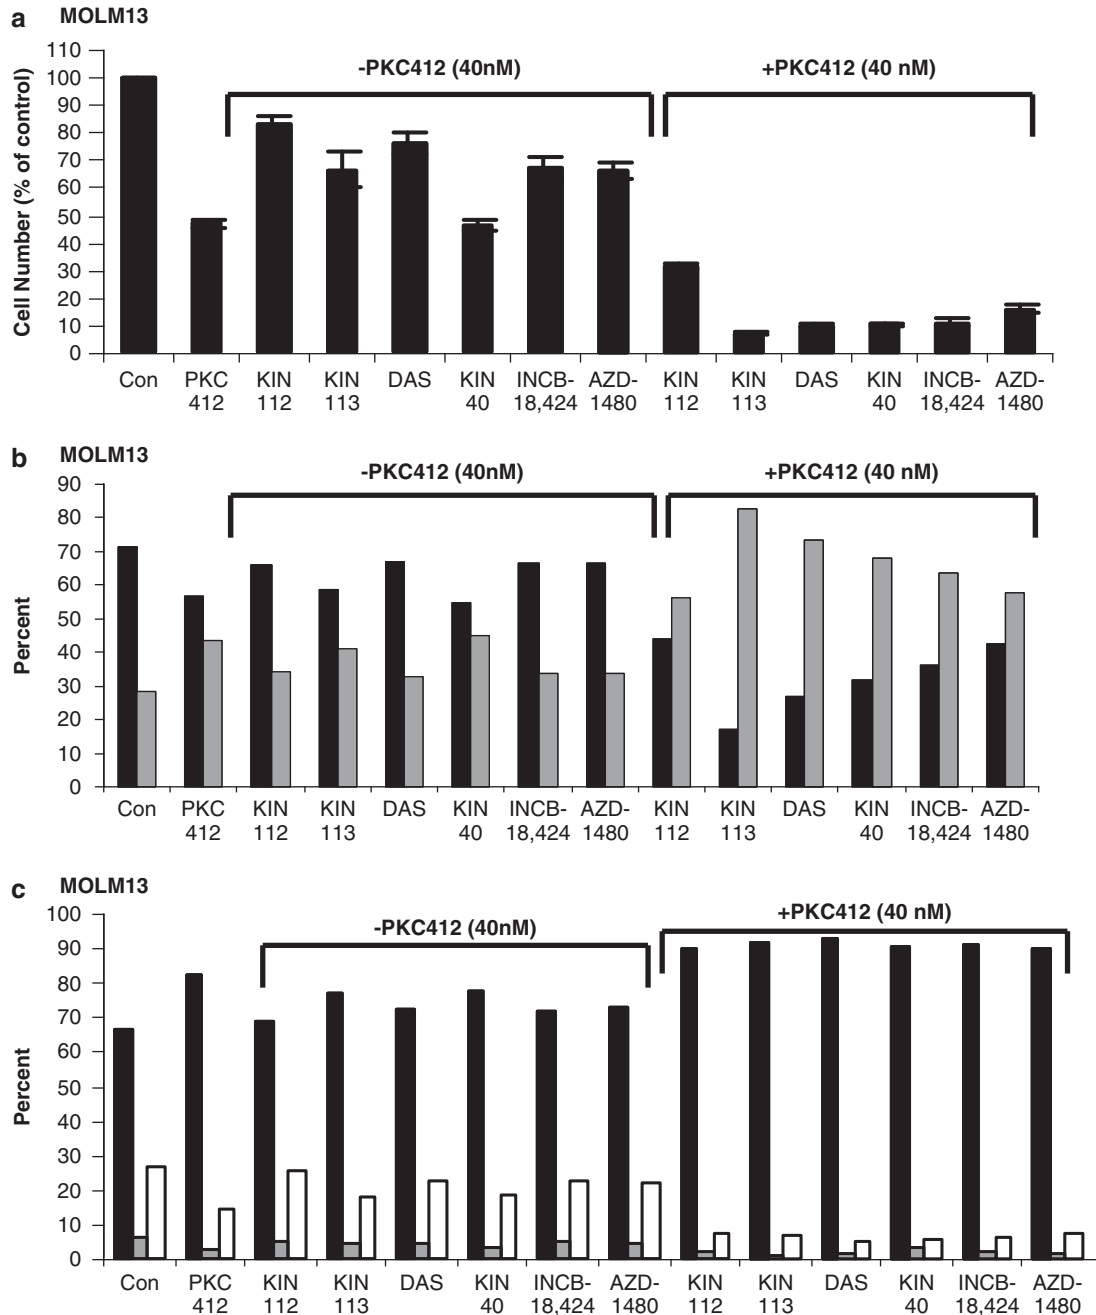 a MOLM13
-PKC412 (40nM) +PKC412 (40 nM)
Cell Number (% of control)
110
100
90
80
70
60
50
40
30
20
10
0
Con PKC KIN KIN DAS KIN INCB- AZD- KIN KIN DAS KIN INCB- AZD-
412 112 113 40 18,424 1480 112 113 40 18,424 1480
b MOLM13
-PKC412 (40nM) +PKC412 (40 nM)
Percent
90
80
70
60
50
40
30
20
10
0
Con PKC KIN KIN DAS KIN INCB- AZD- KIN KIN DAS KIN INCB- AZD-
412 112 113 40 18,424 1480 112 113 40 18,424 1480
c MOLM13
-PKC412 (40nM) +PKC412 (40 nM)
Percent
100
90
80
70
60
50
40
30
20
10
0
Con PKC KIN KIN DAS KIN INCB- AZD- KIN KIN DAS KIN INCB- AZD-
412 112 113 40 18,424 1480 112 113 40 18,424 1480